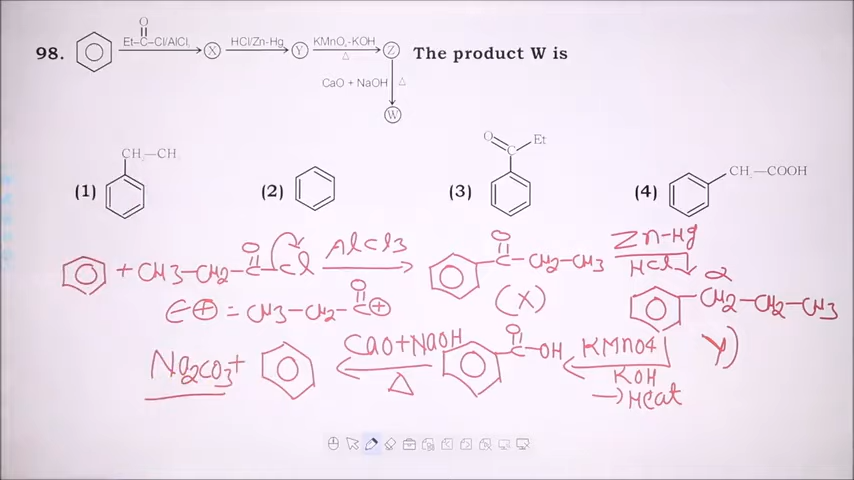 98. Et–C–Cl/AlCl₃ X HCl/Zn-Hg Y KMnO₄-KOH Z The product W is
O
Δ
CaO + NaOH Δ
W
(1) CH₂–CH₃
(2)
(3) O C Et
(4) CH₂–COOH
+ CH3–CH2–C–Cl AlCl3 C–CH2–CH3 Zn-Hg
O O HCl
E⊕ = CH3–CH2–C⊕ (X) α CH2–CH2–CH3
O Y)
Na2CO3 + CaO+NaOH C–OH KMnO4
Δ O KOH
→Heat